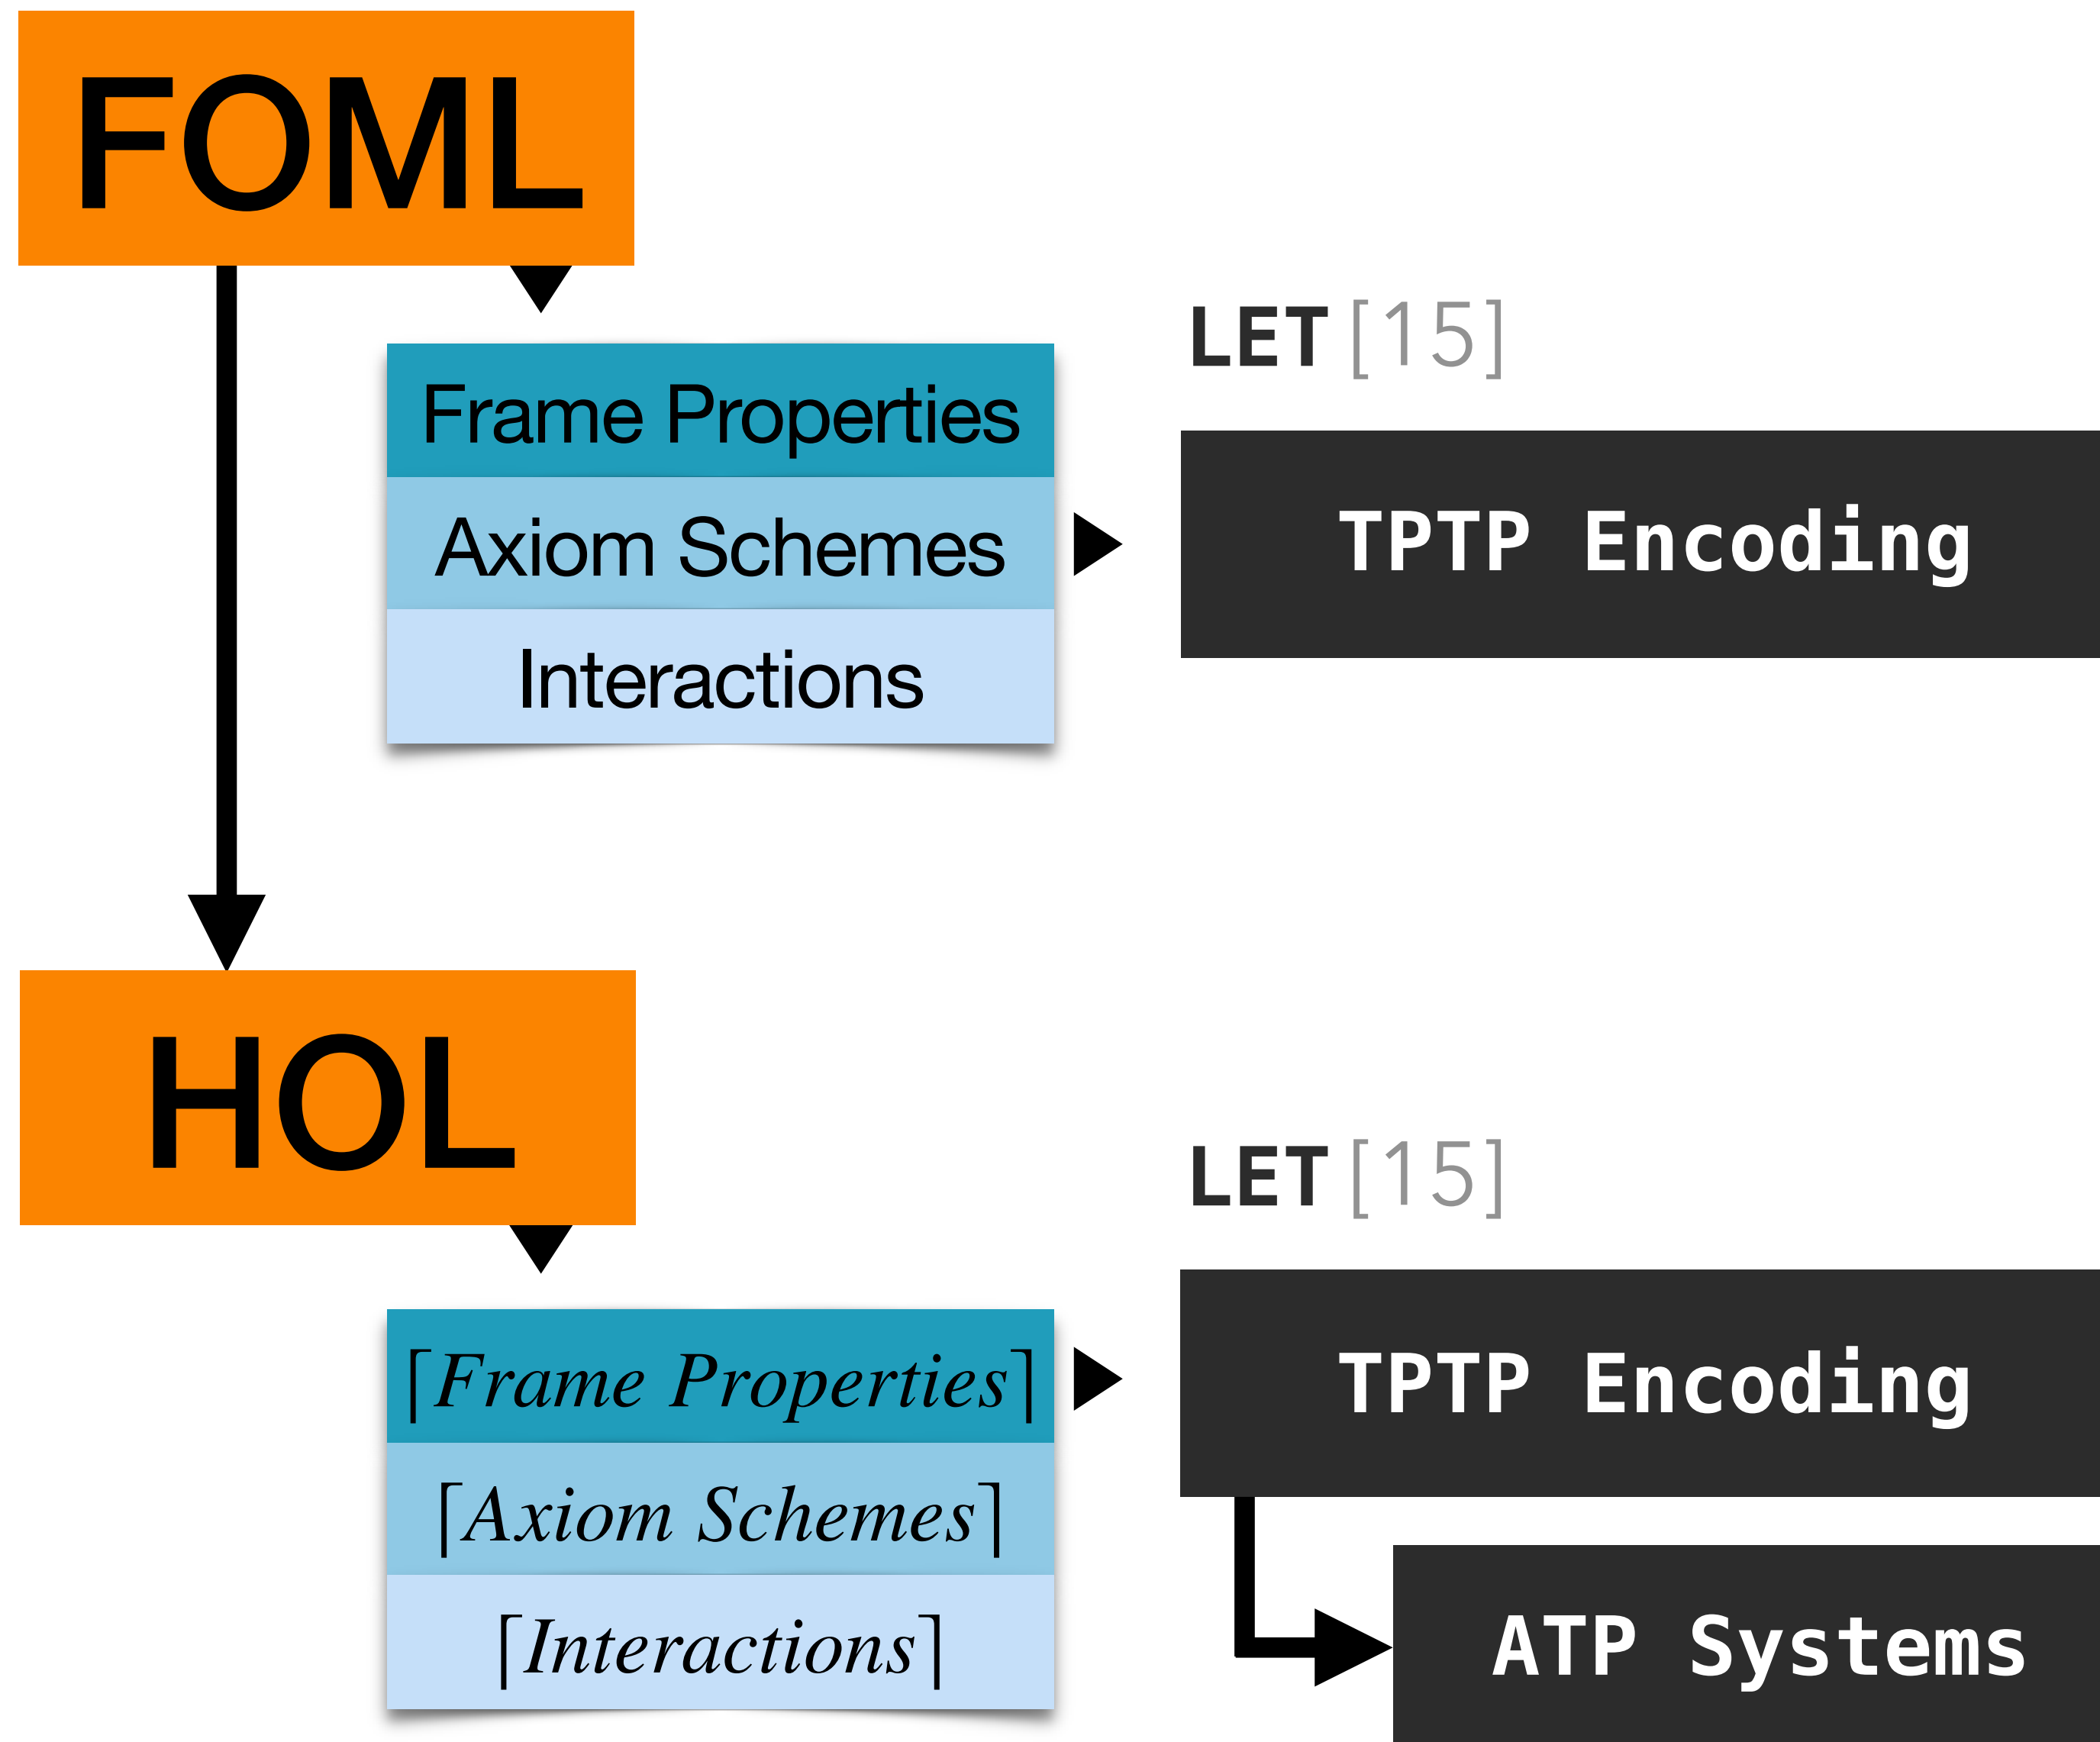 FOML
Frame Properties
Axiom Schemes
Interactions
LET [15]
TPTP Encoding
HOL
⌈Frame Properties⌉
⌈Axiom Schemes⌉
⌈Interactions⌉
LET [15]
TPTP Encoding
ATP Systems